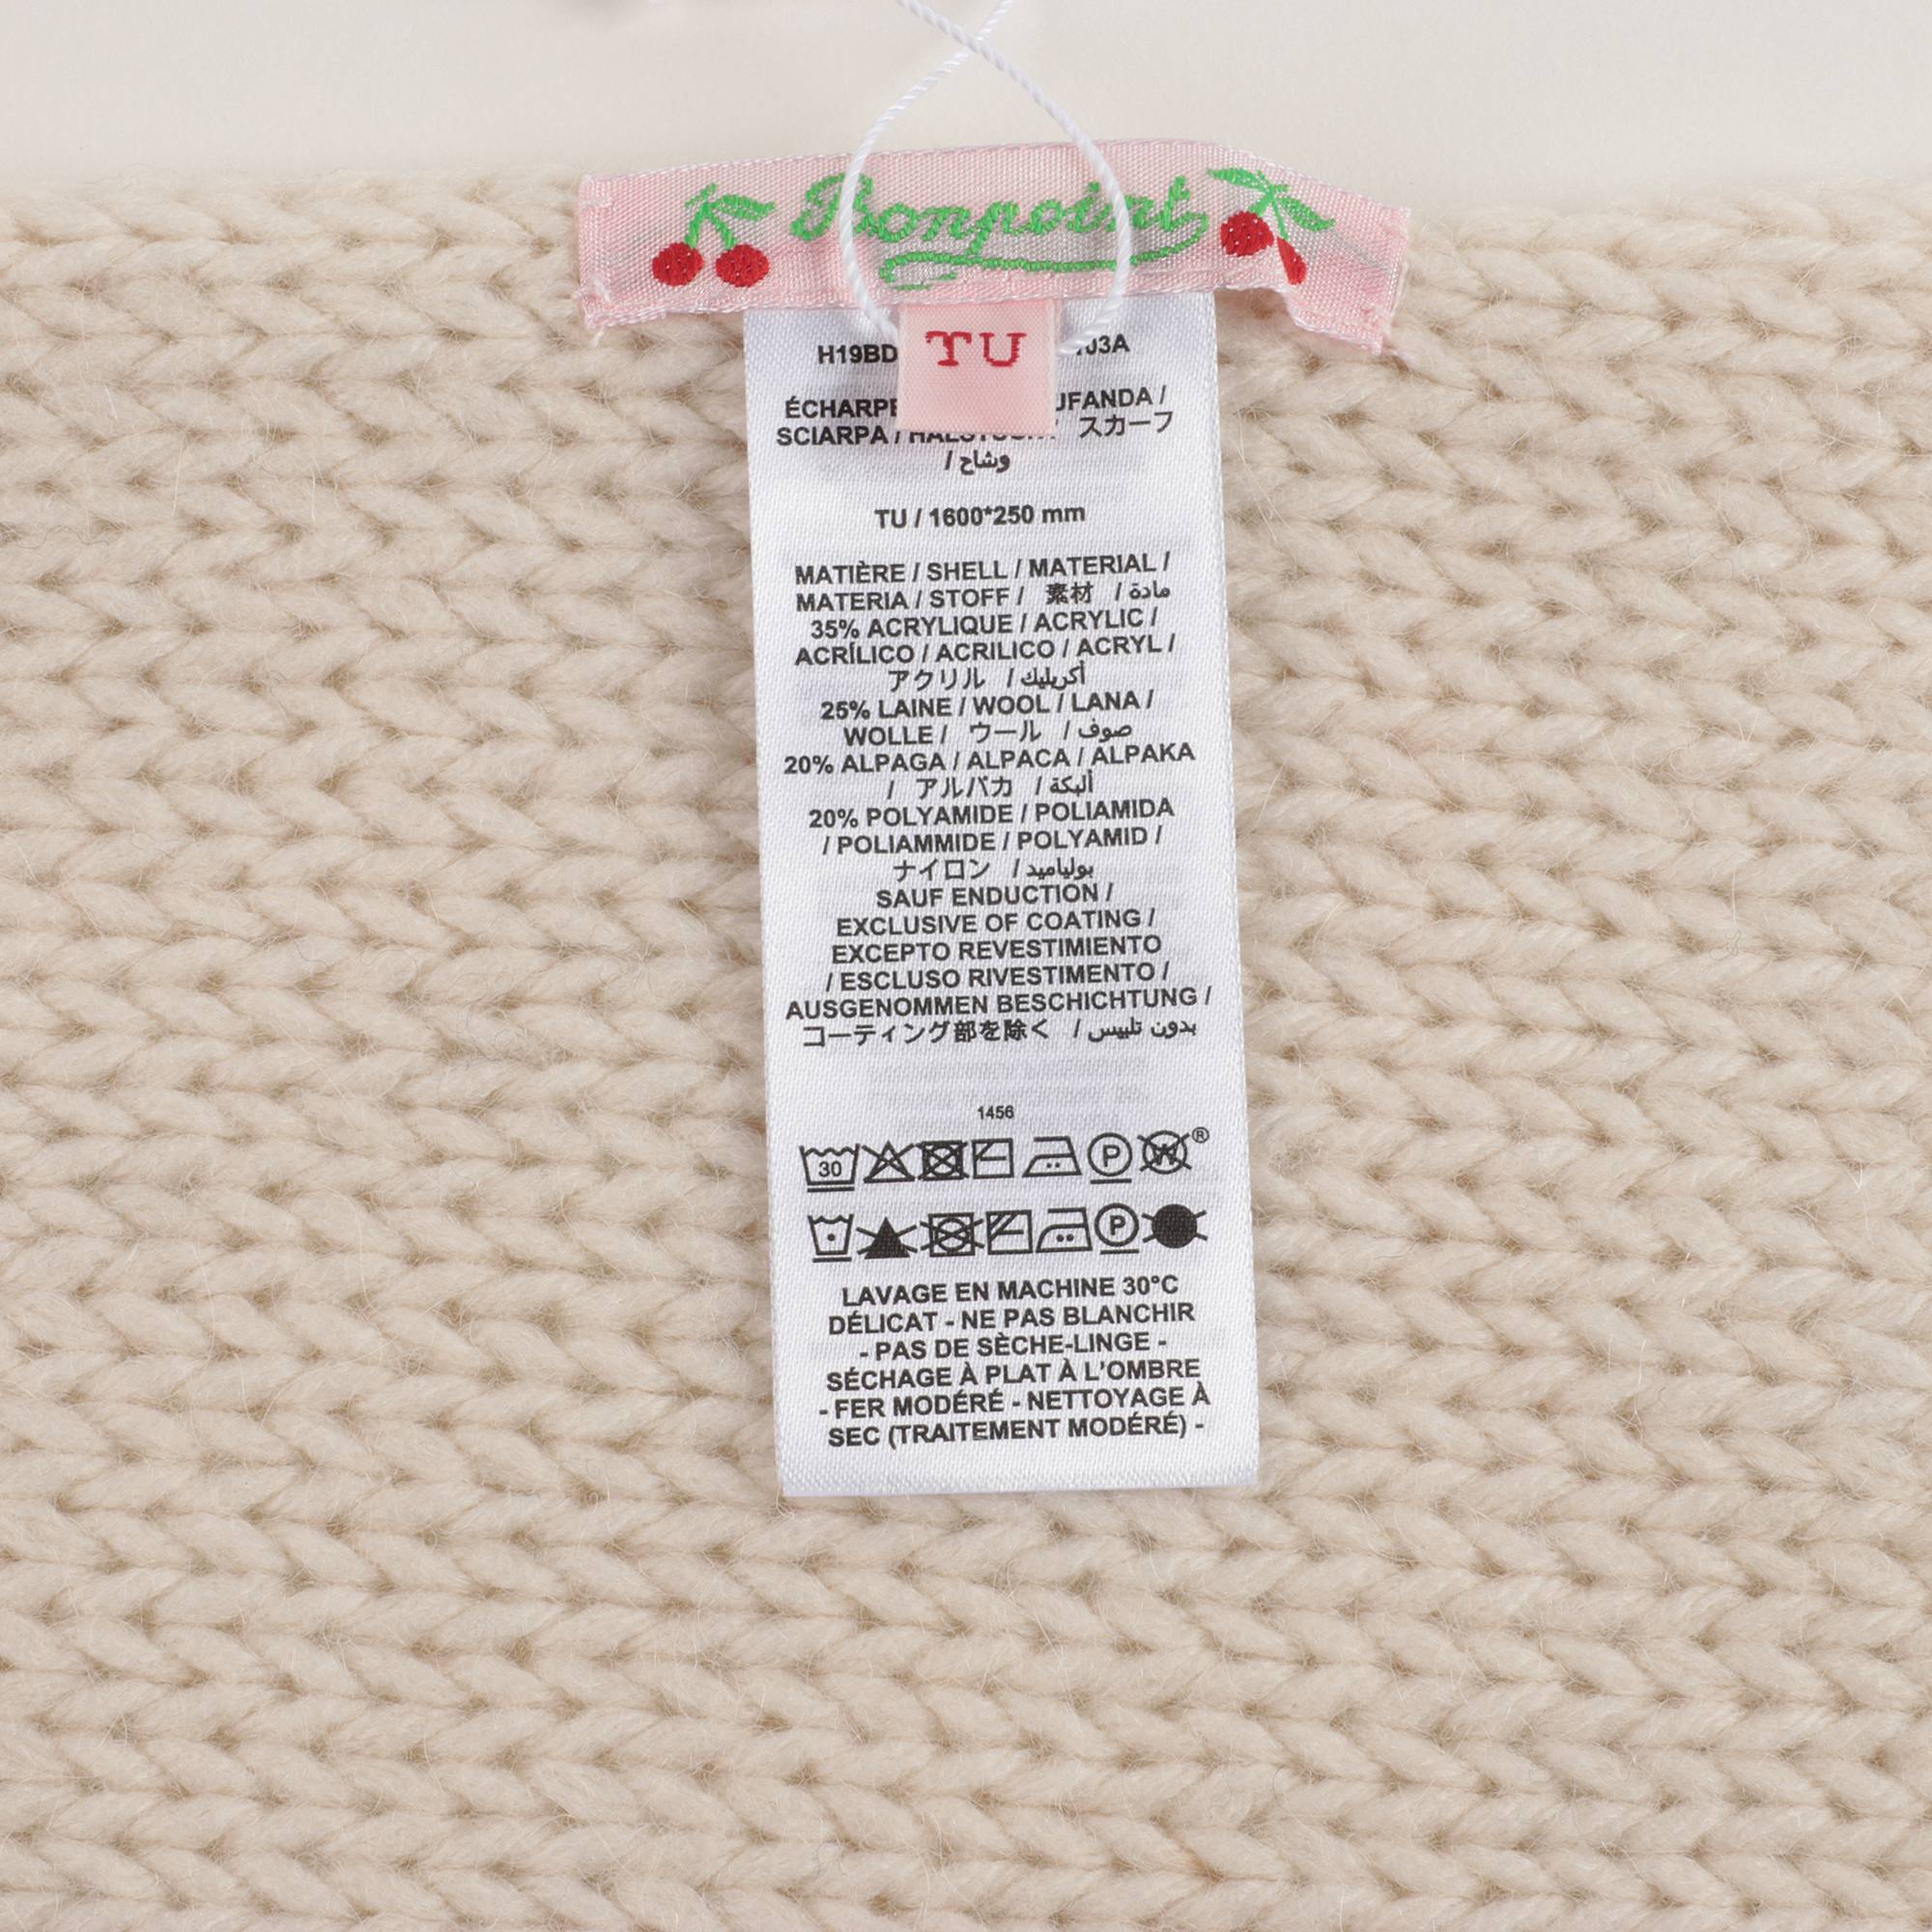 Bonpoint
TU
ÉCHARPE UFANDA /
SCIARPA / スカーフ
/ وشاح
TU / 1600*250 mm
MATIÈRE / SHELL / MATERIAL /
MATERIA / STOFF / 素材 / مادة
35% ACRYLIQUE / ACRYLIC /
ACRÍLICO / ACRILICO / ACRYL /
アクリル / أكريليك
25% LAINE / WOOL / LANA /
WOLLE / ウール / صوف
20% ALPAGA / ALPACA / ALPAKA
/ アルパカ / ألبكة
20% POLYAMIDE / POLIAMIDA
/ POLIAMMIDE / POLYAMID /
ナイロン / بولياميد
SAUF ENDUCTION /
EXCLUSIVE OF COATING /
EXCEPTO REVESTIMIENTO
/ ESCLUSO RIVESTIMENTO /
AUSGENOMMEN BESCHICHTUNG /
コーティング部を除く / بدون تلبيس
1456
30 P W ®
P
LAVAGE EN MACHINE 30°C
DÉLICAT - NE PAS BLANCHIR
- PAS DE SÈCHE-LINGE -
SÉCHAGE À PLAT À L'OMBRE
- FER MODÉRÉ - NETTOYAGE À
SEC (TRAITEMENT MODÉRÉ) -